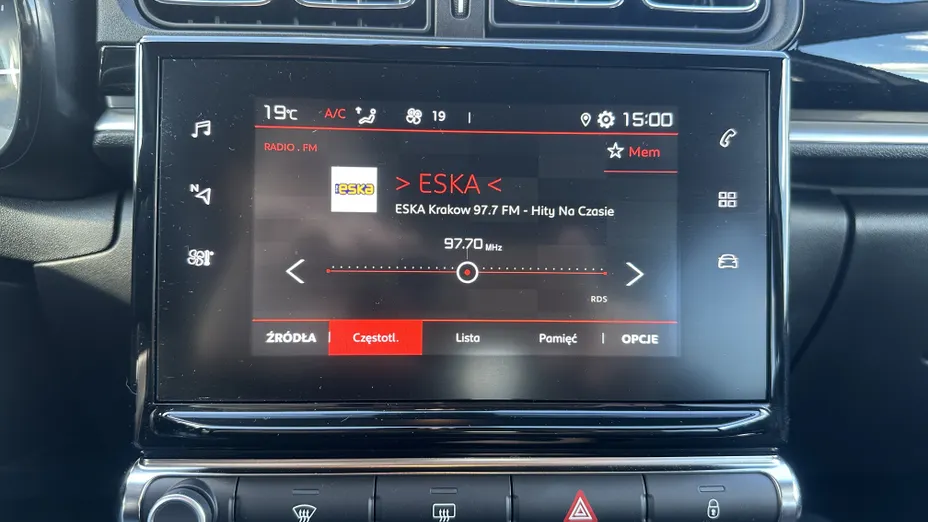 19°C A/C 19 15:00
RADIO . FM
Mem
eska
> ESKA <
ESKA Krakow 97.7 FM - Hity Na Czasie
97.70 MHz
N
RDS
ŹRÓDŁA Częstotl. Lista Pamięć OPCJE